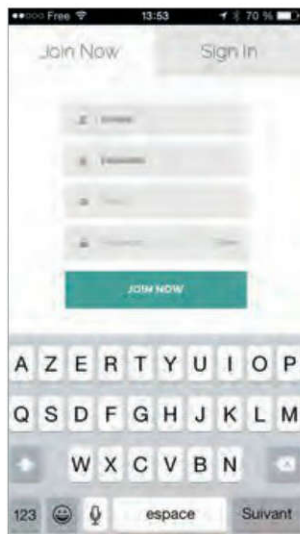 Free 13:53 70 %
Join Now Sign In
JOIN NOW
A Z E R T Y U I O P
Q S D F G H J K L M
W X C V B N
123 espace Suivant